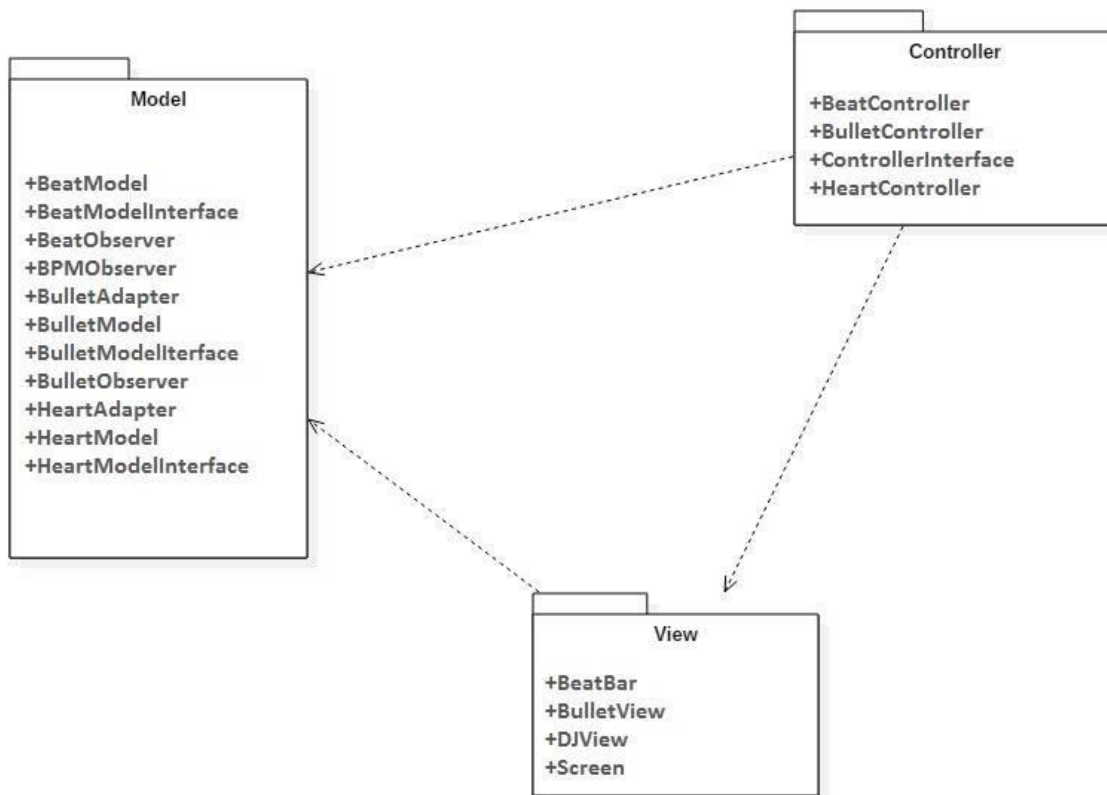 Model
+BeatModel
+BeatModelInterface
+BeatObserver
+BPMObserver
+BulletAdapter
+BulletModel
+BulletModelIterface
+BulletObserver
+HeartAdapter
+HeartModel
+HeartModelInterface
Controller
+BeatController
+BulletController
+ControllerInterface
+HeartController
View
+BeatBar
+BulletView
+DJView
+Screen